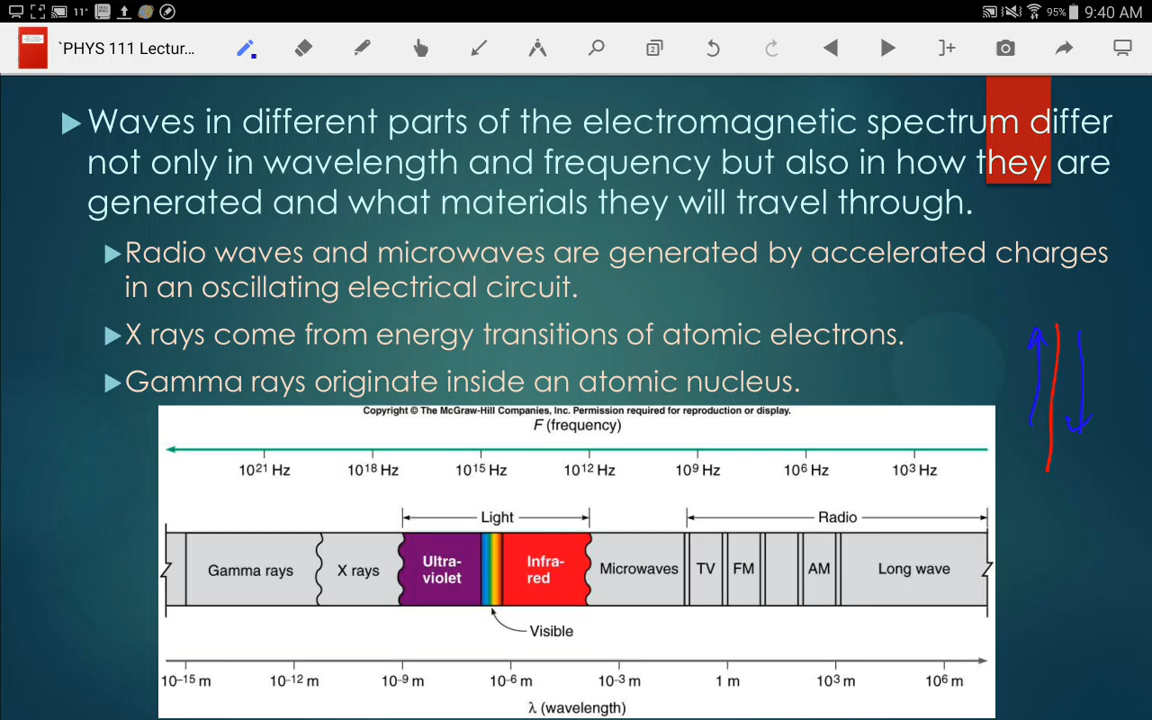 11°
95%
9:40 AM
`PHYS 111 Lectur...
2
Waves in different parts of the electromagnetic spectrum differ
not only in wavelength and frequency but also in how they are
generated and what materials they will travel through.
Radio waves and microwaves are generated by accelerated charges
in an oscillating electrical circuit.
X rays come from energy transitions of atomic electrons.
Gamma rays originate inside an atomic nucleus.
Copyright © The McGraw-Hill Companies, Inc. Permission required for reproduction or display.
F (frequency)
10²¹ Hz 10¹⁸ Hz 10¹⁵ Hz 10¹² Hz 10⁹ Hz 10⁶ Hz 10³ Hz
Light Radio
Gamma rays X rays Ultra- Infra- Microwaves TV FM AM Long wave
violet red
Visible
10⁻¹⁵ m 10⁻¹² m 10⁻⁹ m 10⁻⁶ m 10⁻³ m 1 m 10³ m 10⁶ m
λ (wavelength)